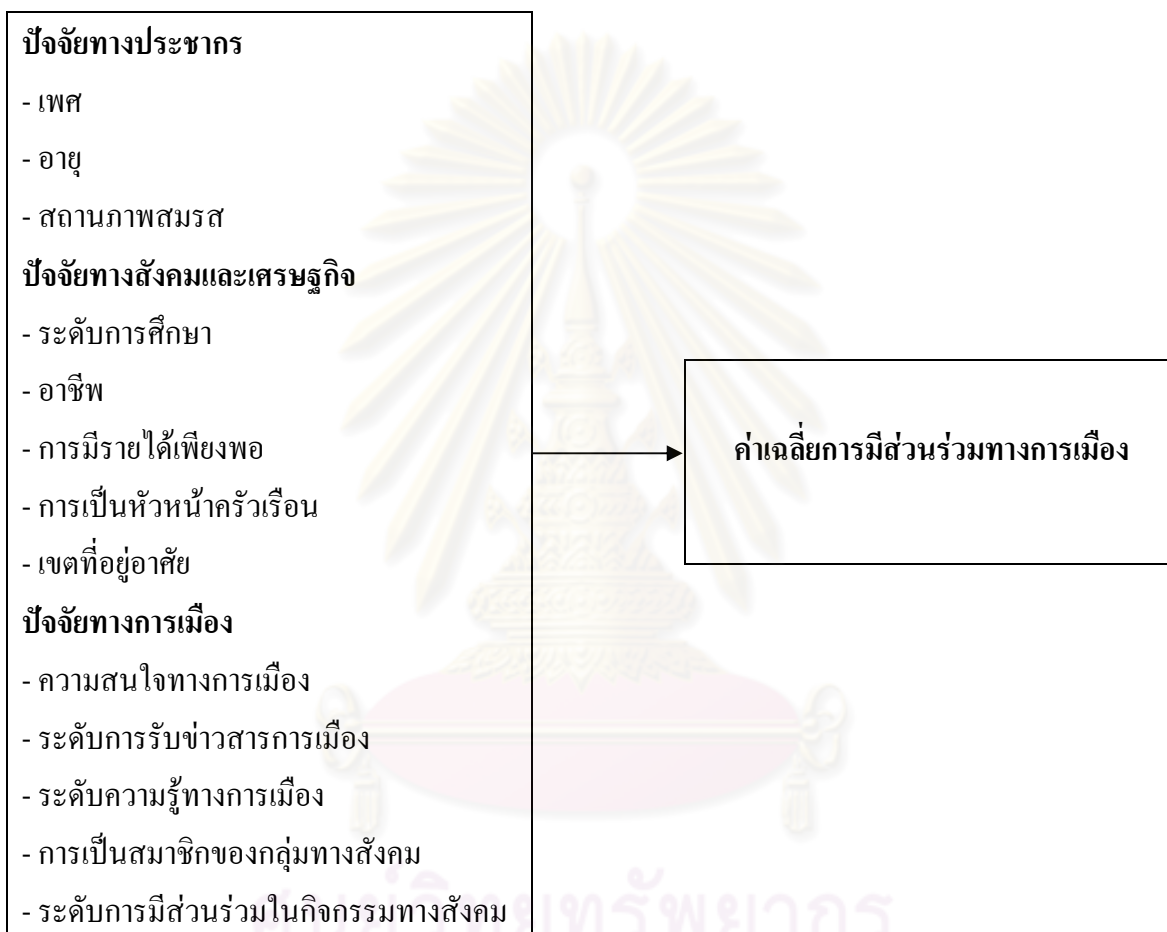 ปัจจัยทางประชากร
- เพศ
- อายุ
- สถานภาพสมรส
ปัจจัยทางสังคมและเศรษฐกิจ
- ระดับการศึกษา
- อาชีพ
- การมีรายได้เพียงพอ
- การเป็นหัวหน้าครัวเรือน
- เขตที่อยู่อาศัย
ปัจจัยทางการเมือง
- ความสนใจทางการเมือง
- ระดับการรับข่าวสารการเมือง
- ระดับความรู้ทางการเมือง
- การเป็นสมาชิกของกลุ่มทางสังคม
- ระดับการมีส่วนร่วมในกิจกรรมทางสังคม
ค่าเฉลี่ยการมีส่วนร่วมทางการเมือง
ศูนย์วิทยทรัพยากร